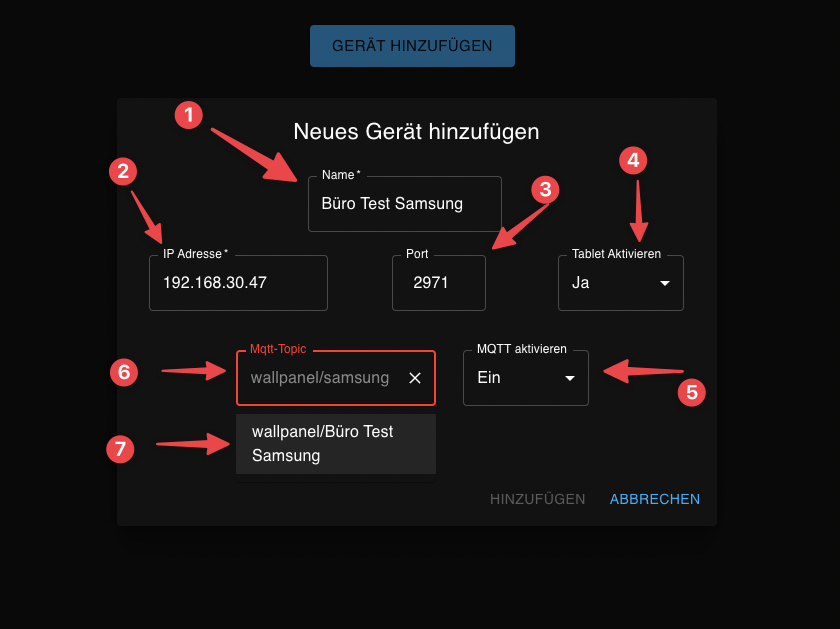 GERÄT HINZUFÜGEN
1
Neues Gerät hinzufügen
2
3
4
Name*
Büro Test Samsung
IP Adresse*
192.168.30.47
Port
2971
Tablet Aktivieren
Ja
6
Mqtt-Topic
wallpanel/samsung
MQTT aktivieren
Ein
5
7
wallpanel/Büro Test
Samsung
HINZUFÜGEN
ABBRECHEN